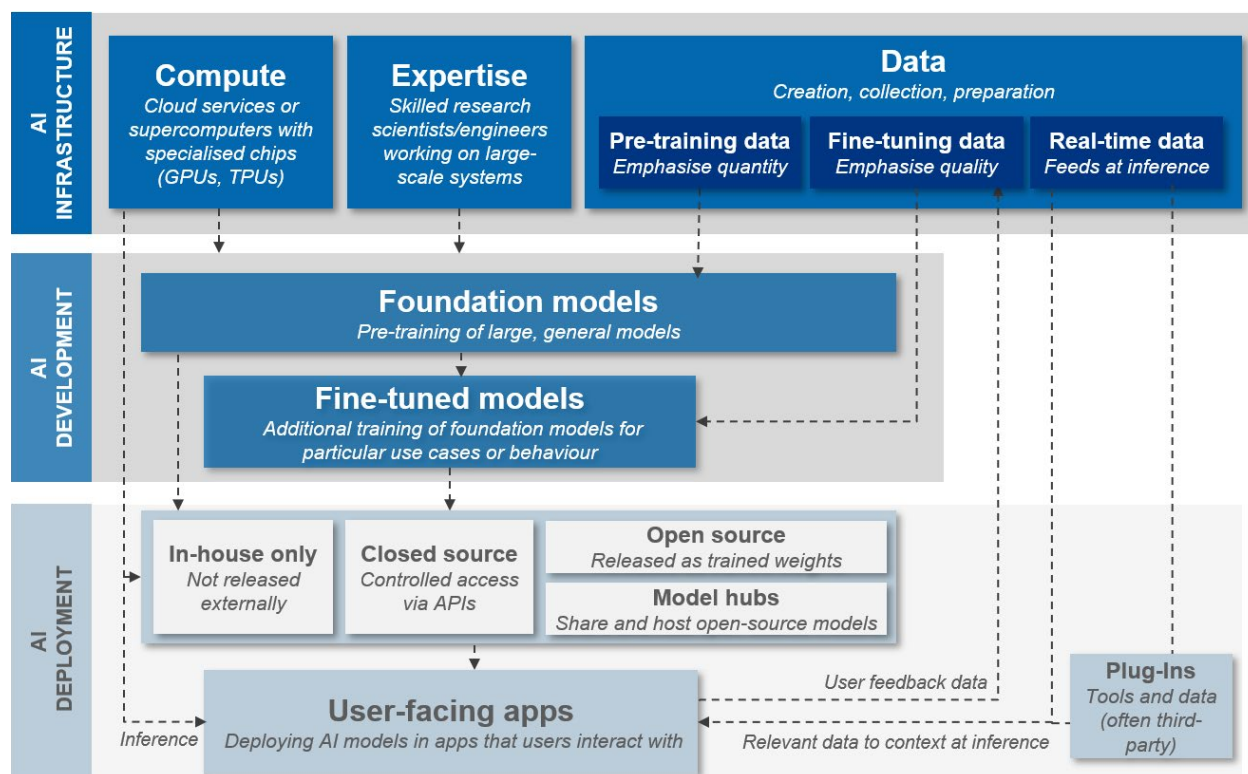 AI
INFRASTRUCTURE
Compute
Cloud services or
supercomputers with
specialised chips
(GPUs, TPUs)
Expertise
Skilled research
scientists/engineers
working on large-
scale systems
Data
Creation, collection, preparation
Pre-training data
Emphasise quantity
Fine-tuning data
Emphasise quality
Real-time data
Feeds at inference
AI
DEVELOPMENT
Foundation models
Pre-training of large, general models
Fine-tuned models
Additional training of foundation models for
particular use cases or behaviour
AI
DEPLOYMENT
In-house only
Not released
externally
Closed source
Controlled access
via APIs
Open source
Released as trained weights
Model hubs
Share and host open-source models
User-facing apps
Deploying AI models in apps that users interact with
Inference
User feedback data
Relevant data to context at inference
Plug-Ins
Tools and data
(often third-
party)